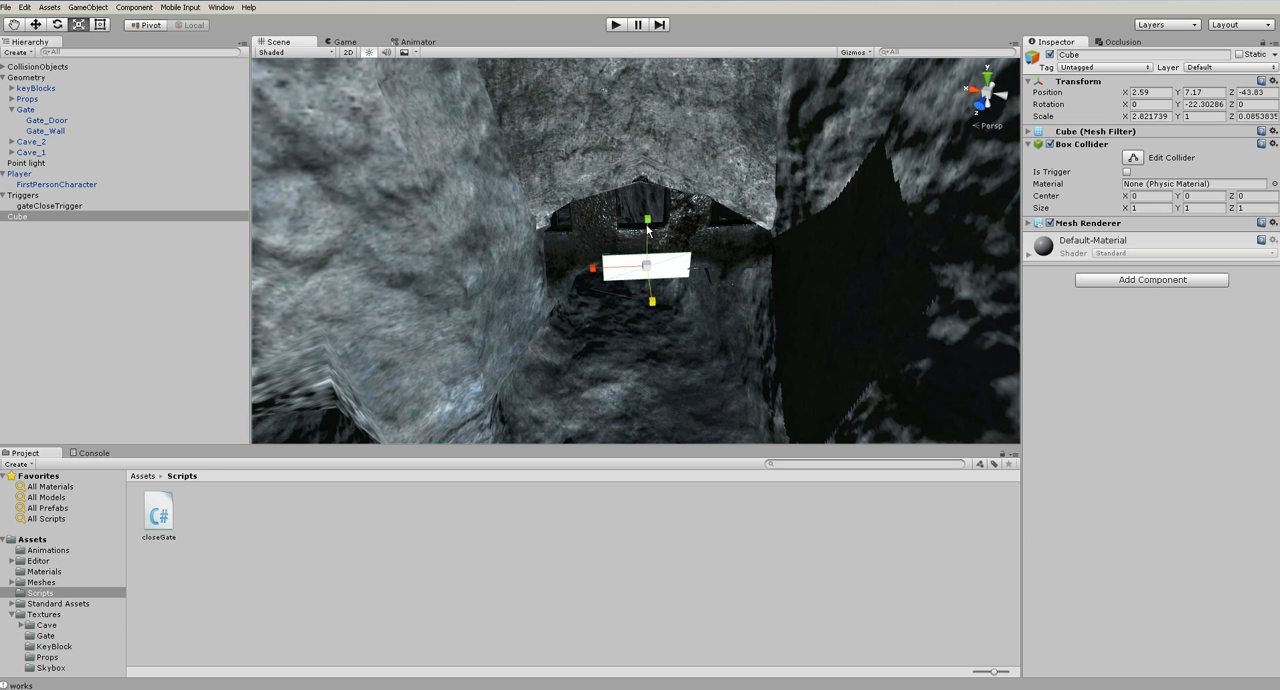 File Edit Assets GameObject Component Mobile Input Window Help
Pivot Local Layers Layout
Hierarchy
Create All
CollisionObjects
Geometry
keyBlocks
Props
Gate
Gate_Door
Gate_Wall
Cave_2
Cave_1
Point light
Player
FirstPersonCharacter
Triggers
gateCloseTrigger
Cube
Scene Game Animator
Shaded 2D Gizmos All
y
x
z
Persp
Inspector Occlusion
Cube Static
Tag Untagged Layer Default
Transform
Position X 2.59 Y 7.17 Z -43.83
Rotation X 0 Y -22.30286 Z 0
Scale X 2.821739 Y 1 Z 0.0853835
Cube (Mesh Filter)
Box Collider
Edit Collider
Is Trigger
Material None (Physic Material)
Center X 0 Y 0 Z 0
Size X 1 Y 1 Z 1
Mesh Renderer
Default-Material
Shader Standard
Add Component
Project Console
Create
Favorites
All Materials
All Models
All Prefabs
All Scripts
Assets
Animations
Editor
Materials
Meshes
Scripts
Standard Assets
Textures
Cave
Gate
KeyBlock
Props
Skybox
Assets Scripts
C#
closeGate
works